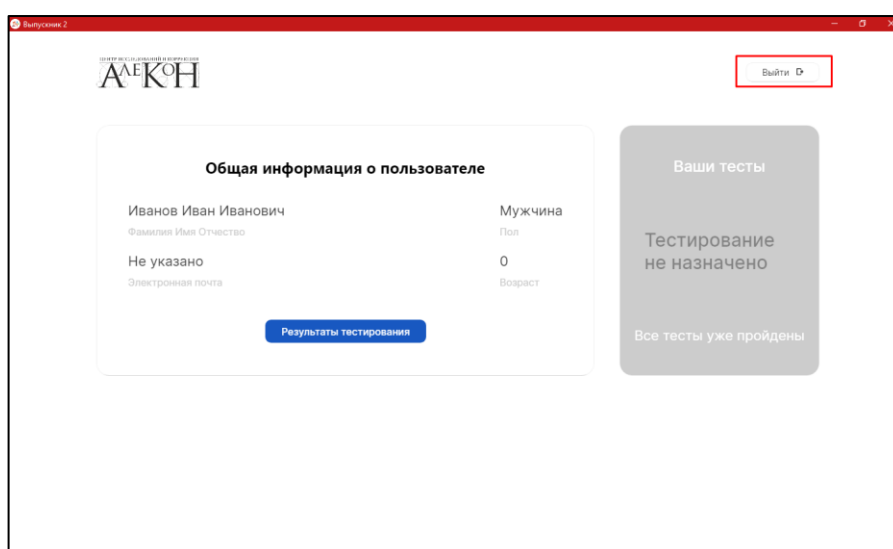 Выпускник 2
АЛЕКОН
Выйти
Общая информация о пользователе
Иванов Иван Иванович
Фамилия Имя Отчество
Мужчина
Пол
Не указано
Электронная почта
0
Возраст
Результаты тестирования
Ваши тесты
Тестирование
не назначено
Все тесты уже пройдены